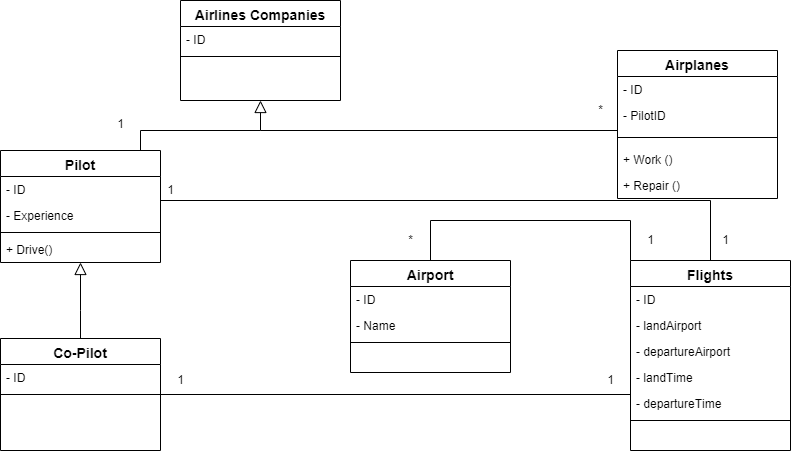 Airlines Companies
- ID
Airplanes
- ID
- PilotID
+ Work ()
+ Repair ()
1
*
Pilot
- ID
- Experience
+ Drive()
1
*
1
1
Airport
- ID
- Name
Flights
- ID
- landAirport
- departureAirport
- landTime
- departureTime
Co-Pilot
- ID
1
1